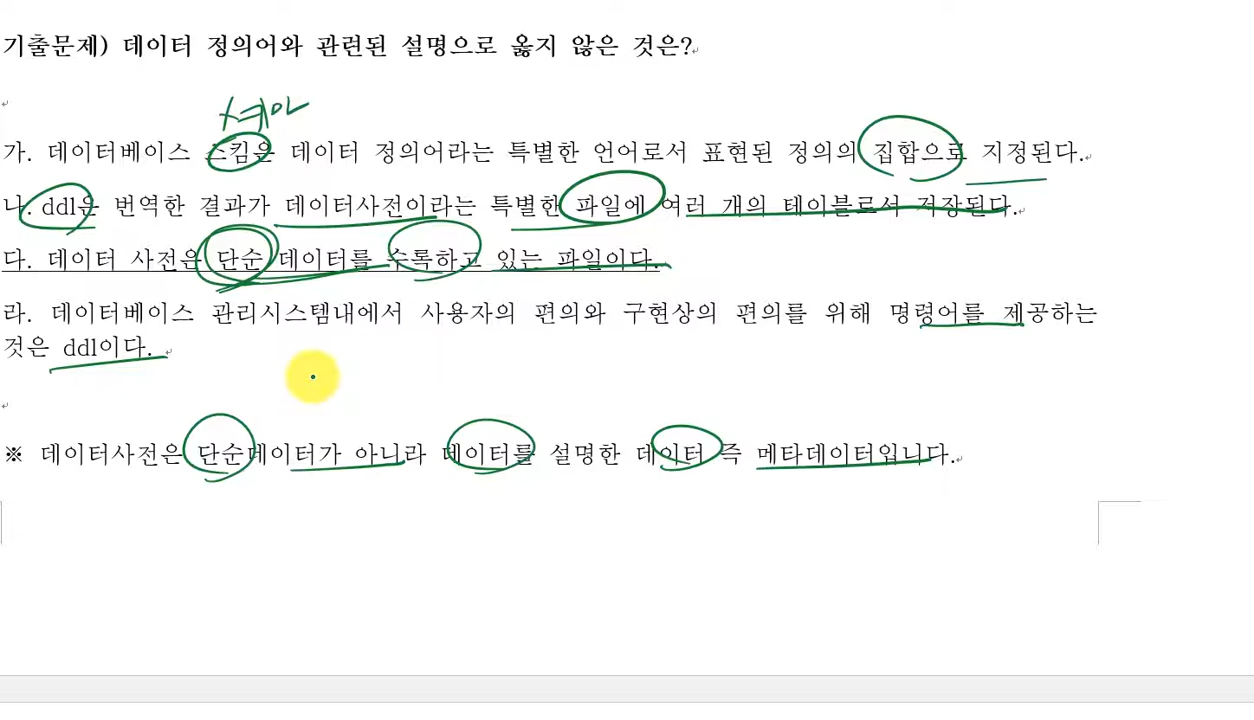 기출문제) 데이터 정의어와 관련된 설명으로 옳지 않은 것은?
스키마
가. 데이터베이스 스킴은 데이터 정의어라는 특별한 언어로서 표현된 정의의 집합으로 지정된다.
나. ddl은 번역한 결과가 데이터사전이라는 특별한 파일에 여러 개의 테이블로서 저장된다.
다. 데이터 사전은 단순 데이터를 수록하고 있는 파일이다.
라. 데이터베이스 관리시스템내에서 사용자의 편의와 구현상의 편의를 위해 명령어를 제공하는
것은 ddl이다.
※ 데이터사전은 단순데이터가 아니라 데이터를 설명한 데이터 즉 메타데이터입니다.